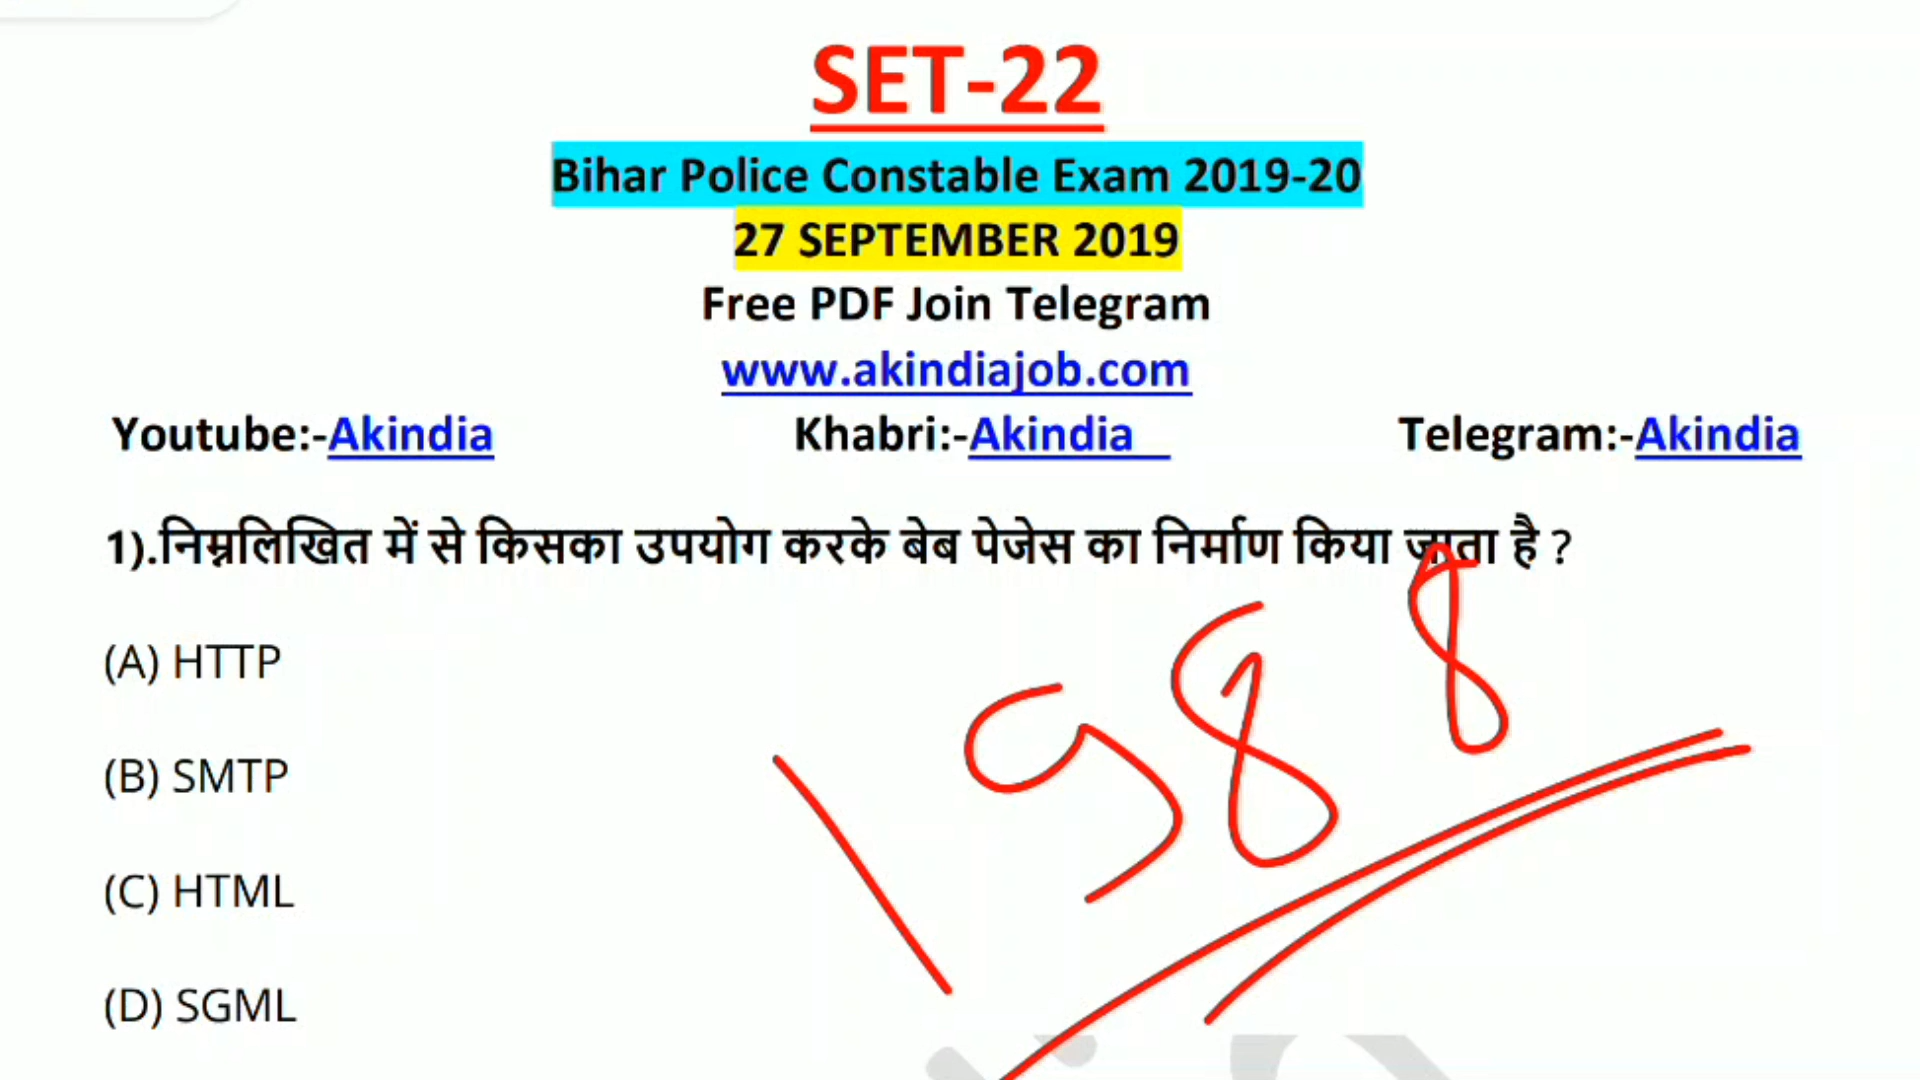 SET-22
Bihar Police Constable Exam 2019-20
27 SEPTEMBER 2019
Free PDF Join Telegram
www.akindiajob.com
Youtube:-Akindia Khabri:-Akindia Telegram:-Akindia
1).निम्नलिखित में से किसका उपयोग करके बेब पेजेस का निर्माण किया जाता है ?
(A) HTTP
(B) SMTP
(C) HTML
(D) SGML
1988